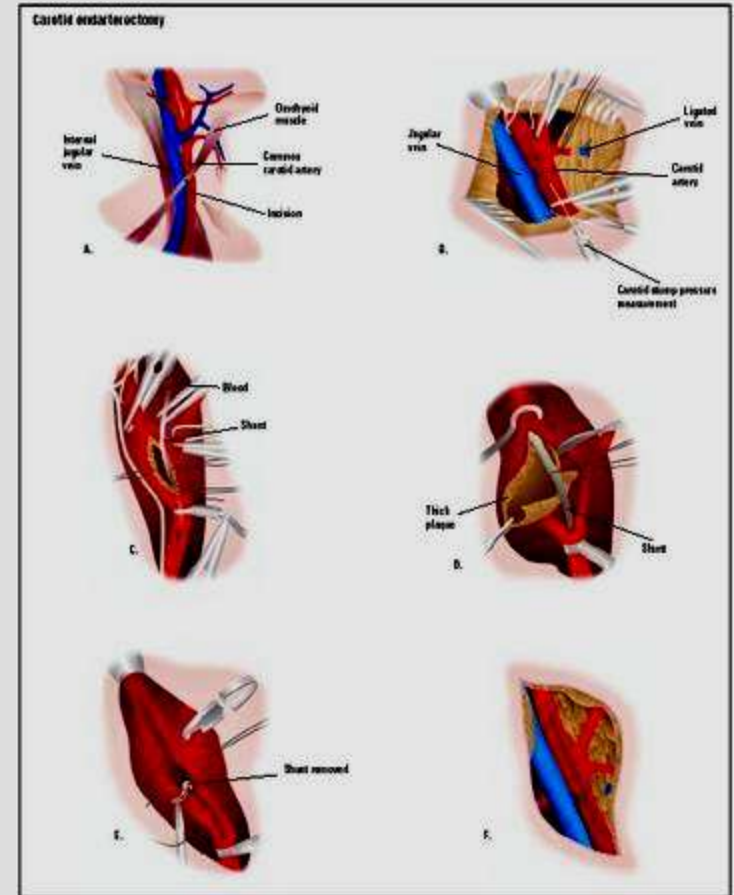 Carotid endarterectomy
Internal
jugular
vein
Omohyoid
muscle
Common
carotid artery
Incision
A.
Jugular
vein
Ligated
vein
Carotid
artery
Carotid stump pressure
measurement
B.
Blood
Shunt
C.
Thick
plaque
Shunt
D.
Shunt removed
E.
F.